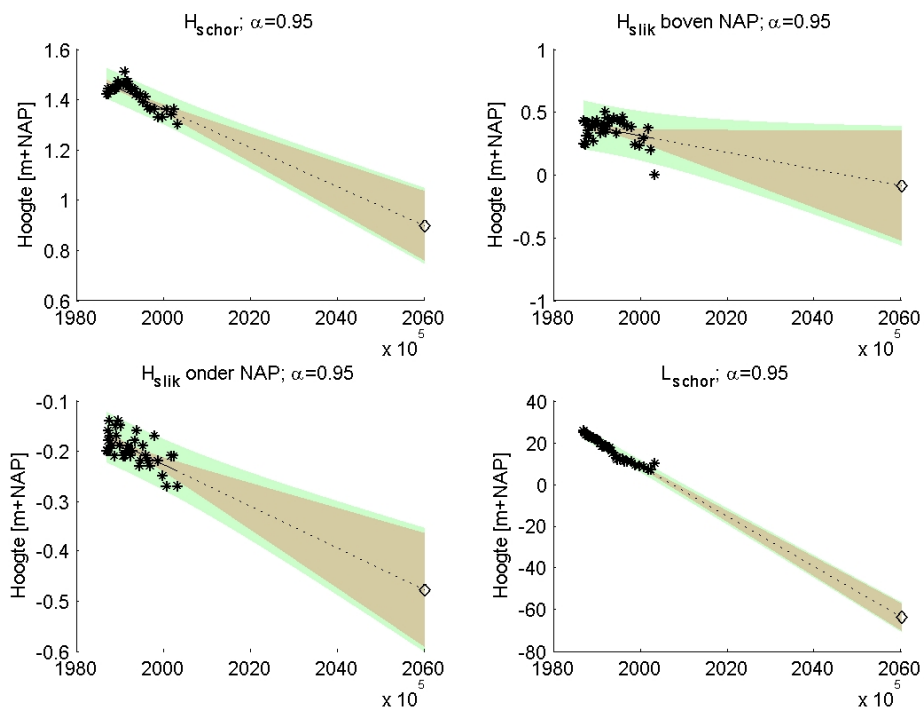 H_schor; α=0.95
Hoogte [m+NAP]
1.6
1.4
1.2
1
0.8
0.6
1980 2000 2020 2040 2060
x 10^5
H_slik boven NAP; α=0.95
Hoogte [m+NAP]
1
0.5
0
-0.5
-1
1980 2000 2020 2040 2060
x 10^5
H_slik onder NAP; α=0.95
Hoogte [m+NAP]
-0.1
-0.2
-0.3
-0.4
-0.5
-0.6
1980 2000 2020 2040 2060
x 10^5
L_schor; α=0.95
Hoogte [m+NAP]
40
20
0
-20
-40
-60
-80
1980 2000 2020 2040 2060
x 10^5